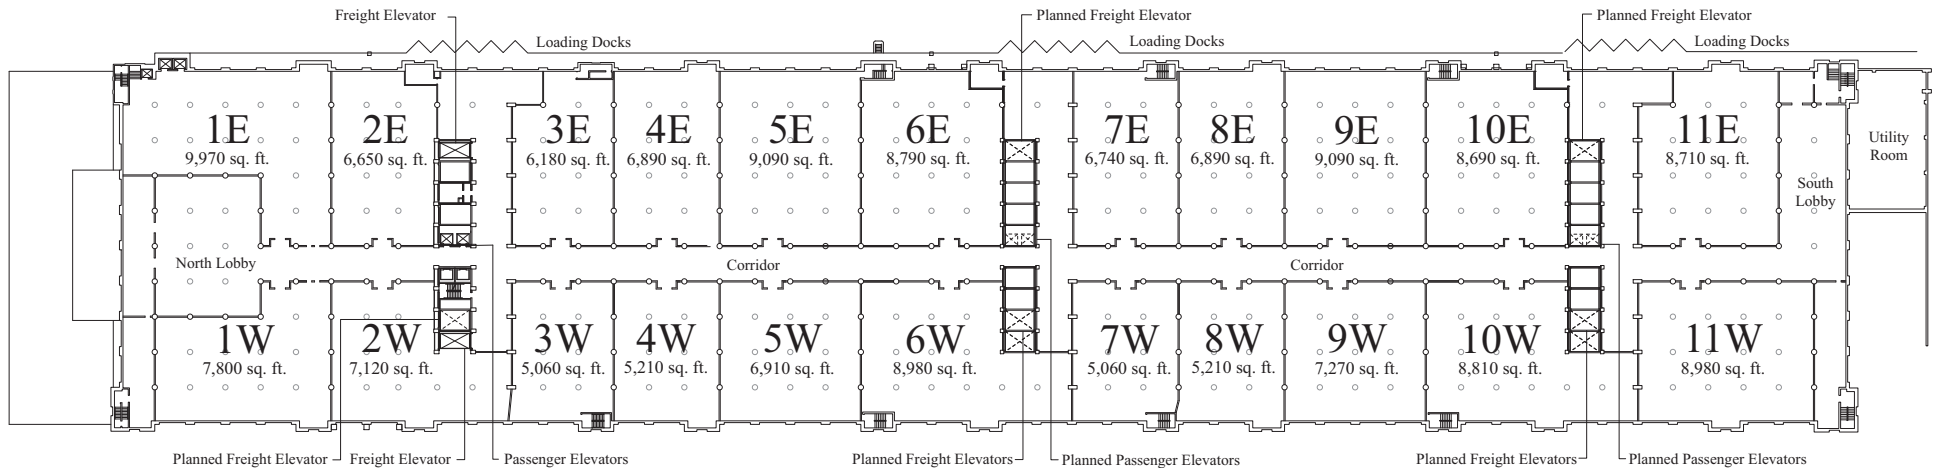 Freight Elevator
Planned Freight Elevator
Planned Freight Elevator
Loading Docks
Loading Docks
Loading Docks
1E
9,970 sq. ft.
2E
6,650 sq. ft.
3E
6,180 sq. ft.
4E
6,890 sq. ft.
5E
9,090 sq. ft.
6E
8,790 sq. ft.
7E
6,740 sq. ft.
8E
6,890 sq. ft.
9E
9,090 sq. ft.
10E
8,690 sq. ft.
11E
8,710 sq. ft.
Utility
Room
South
Lobby
North Lobby
Corridor
Corridor
1W
7,800 sq. ft.
2W
7,120 sq. ft.
3W
5,060 sq. ft.
4W
5,210 sq. ft.
5W
6,910 sq. ft.
6W
8,980 sq. ft.
7W
5,060 sq. ft.
8W
5,210 sq. ft.
9W
7,270 sq. ft.
10W
8,810 sq. ft.
11W
8,980 sq. ft.
Planned Freight Elevator
Freight Elevator
Passenger Elevators
Planned Freight Elevators
Planned Passenger Elevators
Planned Freight Elevators
Planned Passenger Elevators